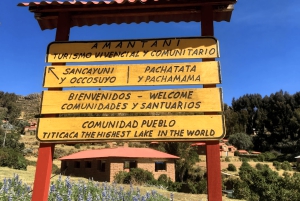 AMANTANI
TURISMO VIVENCIAL Y COMUNITARIO
SANCAYUNI Y OCCOSUYO
PACHATATA Y PACHAMAMA
BIENVENIDOS - WELCOME
COMUNIDADES Y SANTUARIOS
COMUNIDAD PUEBLO
TITICACA THE HIGHEST LAKE IN THE WORLD